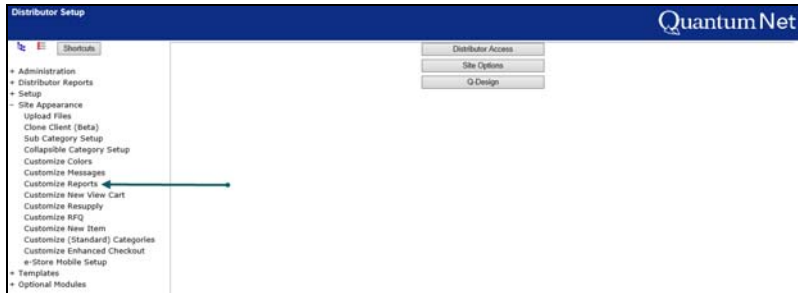 Distributor Setup
Quantum Net
Shortcuts
Distributor Access
Site Options
Q-Design
+ Administration
+ Distributor Reports
+ Setup
- Site Appearance
Upload Files
Clone Client (Beta)
Sub Category Setup
Collapsible Category Setup
Customize Colors
Customize Messages
Customize Reports
Customize New View Cart
Customize Resupply
Customize RFQ
Customize New Item
Customize (Standard) Categories
Customize Enhanced Checkout
e-Store Mobile Setup
+ Templates
+ Optional Modules